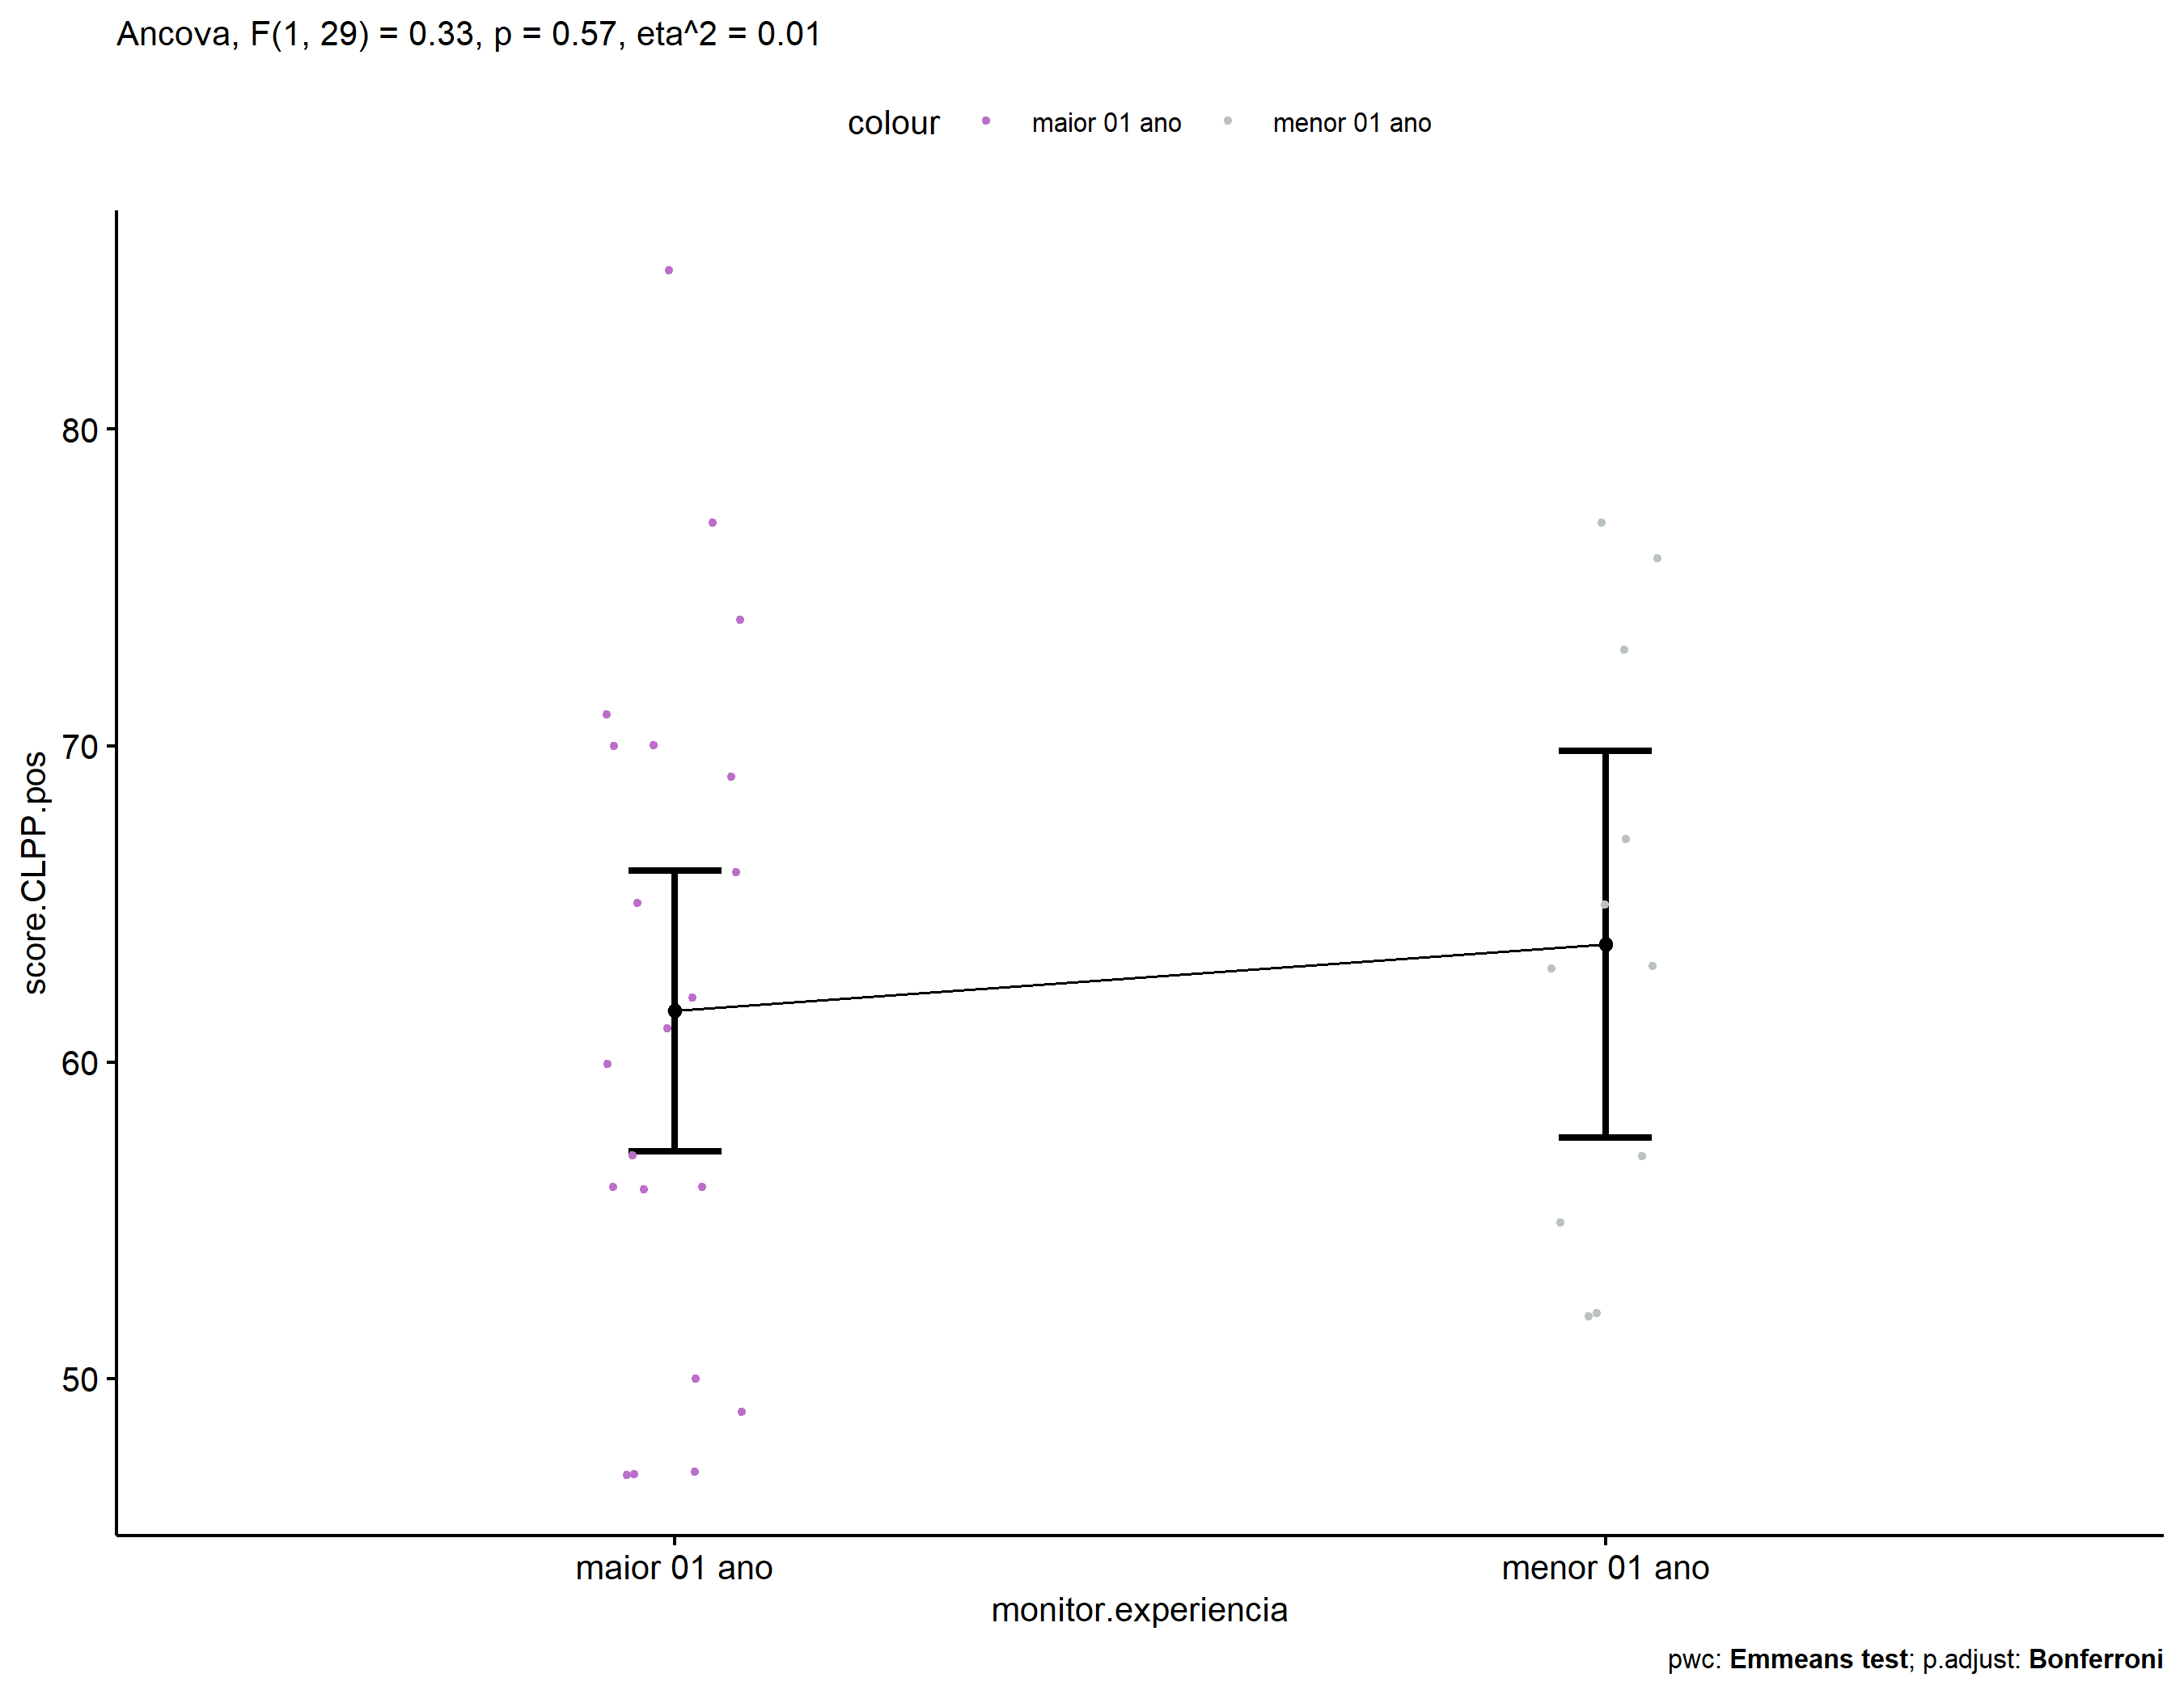 Ancova, F(1, 29) = 0.33, p = 0.57, eta^2 = 0.01
colour maior 01 ano menor 01 ano
score.CLPP.pos
80
70
60
50
maior 01 ano menor 01 ano
monitor.experiencia
pwc: Emmeans test; p.adjust: Bonferroni